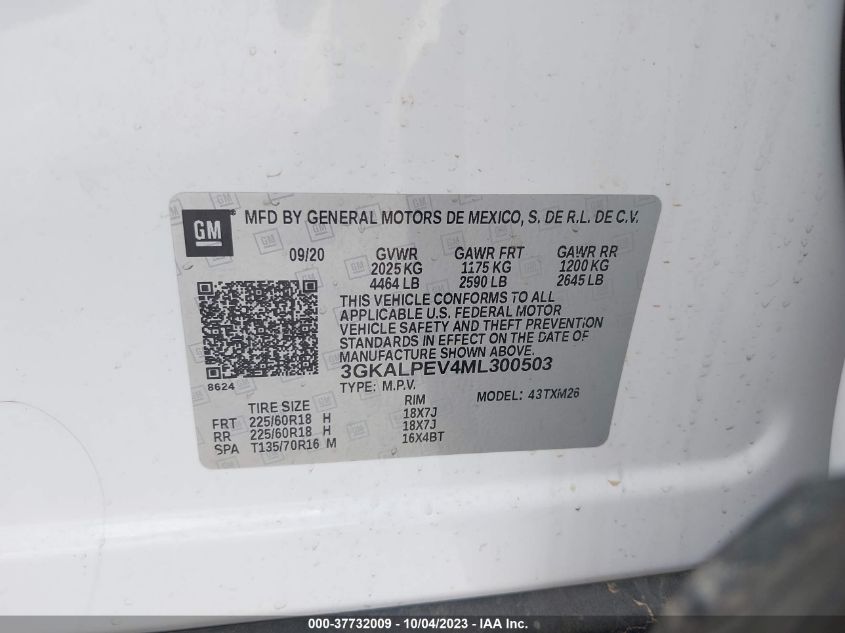 GM ® MFD BY GENERAL MOTORS DE MEXICO, S. DE R.L. DE C.V.
09/20 GVWR GAWR FRT GAWR RR
2025 KG 1175 KG 1200 KG
4464 LB 2590 LB 2645 LB
THIS VEHICLE CONFORMS TO ALL
APPLICABLE U.S. FEDERAL MOTOR
VEHICLE SAFETY AND THEFT PREVENTION
STANDARDS IN EFFECT ON THE DATE OF
MANUFACTURE SHOWN ABOVE.
3GKALPEV4ML300503
8624 TYPE: M.P.V. MODEL: 43TXM26
TIRE SIZE RIM
FRT 225/60R18 H 18X7J
RR 225/60R18 H 18X7J
SPA T135/70R16 M 16X4BT
000-37732009 - 10/04/2023 - IAA Inc.